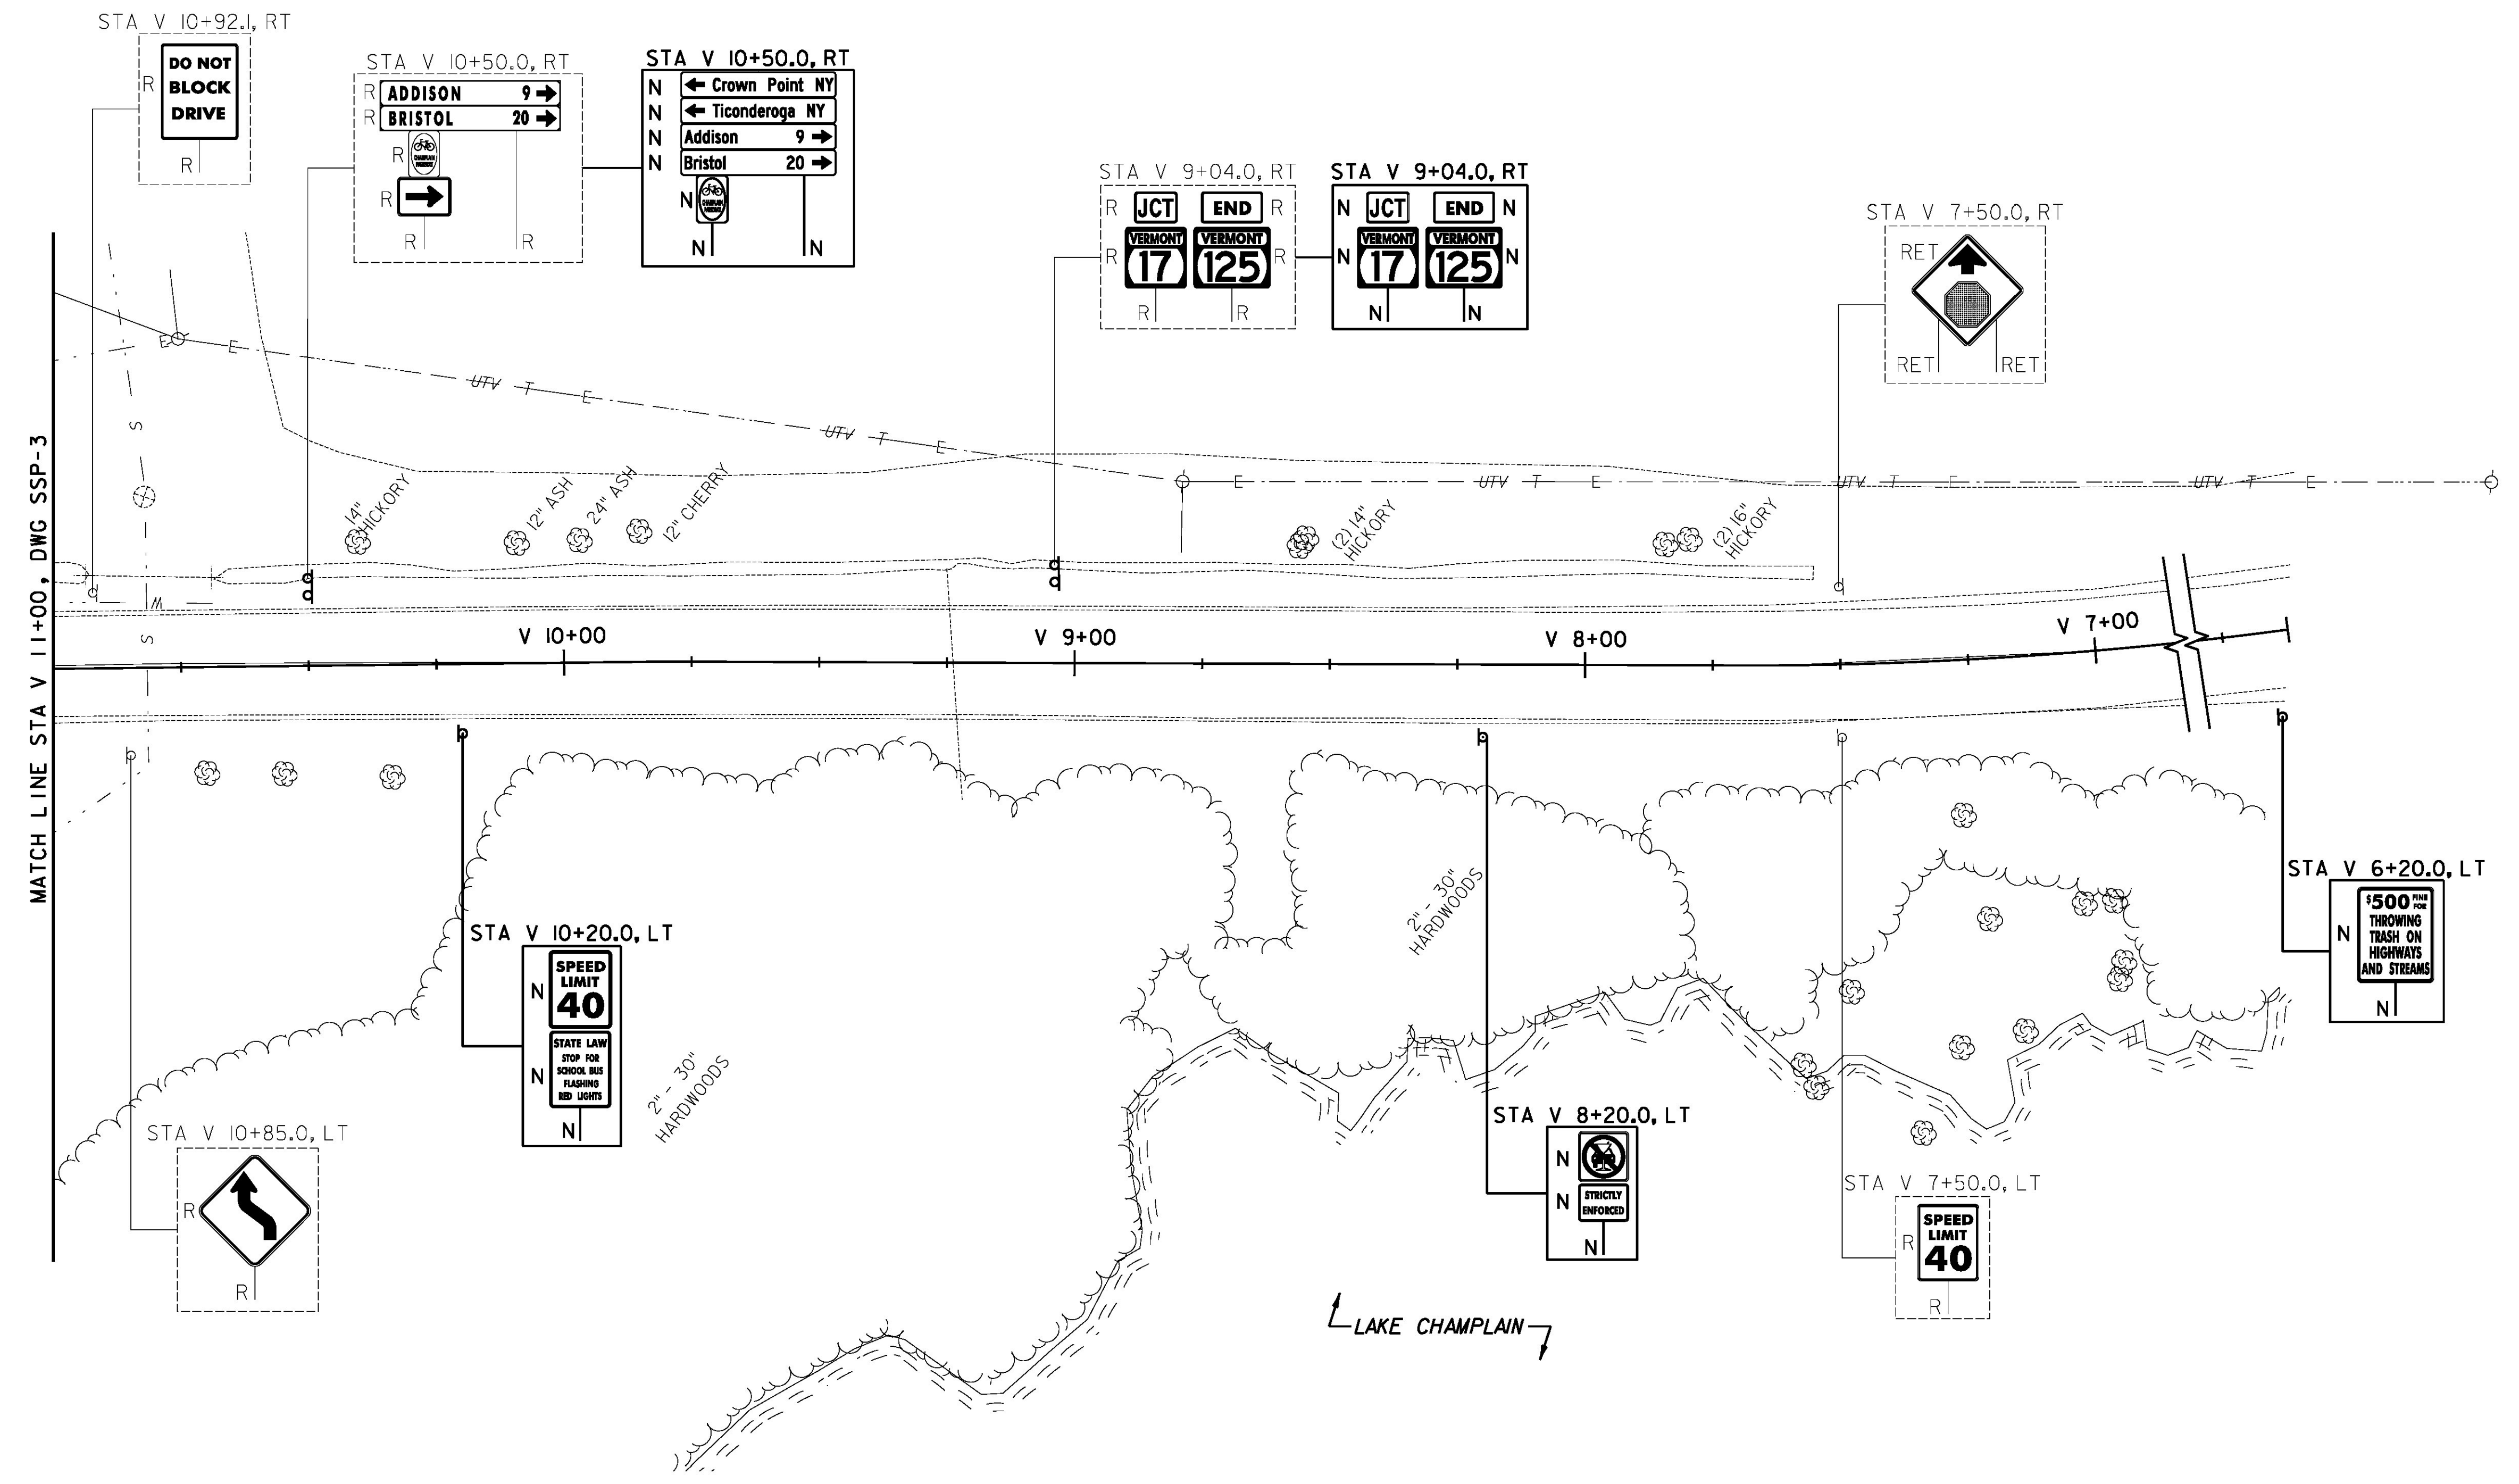 STA V 10+92.1, RT
DO NOT
BLOCK
DRIVE
R
R
STA V 10+50.0, RT
R ADDISON 9 →
R BRISTOL 20 →
R
R →
R R
STA V 10+50.0, RT
N ← Crown Point NY
N ← Ticonderoga NY
N Addison 9 →
N Bristol 20 →
N
N N
STA V 9+04.0, RT
R JCT END R
VERMONT VERMONT
R 17 125 R
R R
STA V 9+04.0, RT
N JCT END N
VERMONT VERMONT
N 17 125 N
N N
STA V 7+50.0, RT
RET
RET RET
E E UTV T E UTV T E
E UTV T E UTV T E UTV T E
S
S
W
14"
HICKORY
12" ASH
24" ASH
12" CHERRY
(2) 14"
HICKORY
(2) 16"
HICKORY
MATCH LINE STA V 11+00, DWG SSP-3
V 10+00
V 9+00
V 8+00
V 7+00
STA V 10+85.0, LT
R
R
STA V 10+20.0, LT
N
SPEED
LIMIT
40
N
STATE LAW
STOP FOR
SCHOOL BUS
FLASHING
RED LIGHTS
N
2" - 30"
HARDWOODS
2" - 30"
HARDWOODS
STA V 8+20.0, LT
N
N
STRICTLY
ENFORCED
N
LAKE CHAMPLAIN
STA V 7+50.0, LT
R
SPEED
LIMIT
40
R
STA V 6+20.0, LT
N
$500 FINE
FOR
THROWING
TRASH ON
HIGHWAYS
AND STREAMS
N